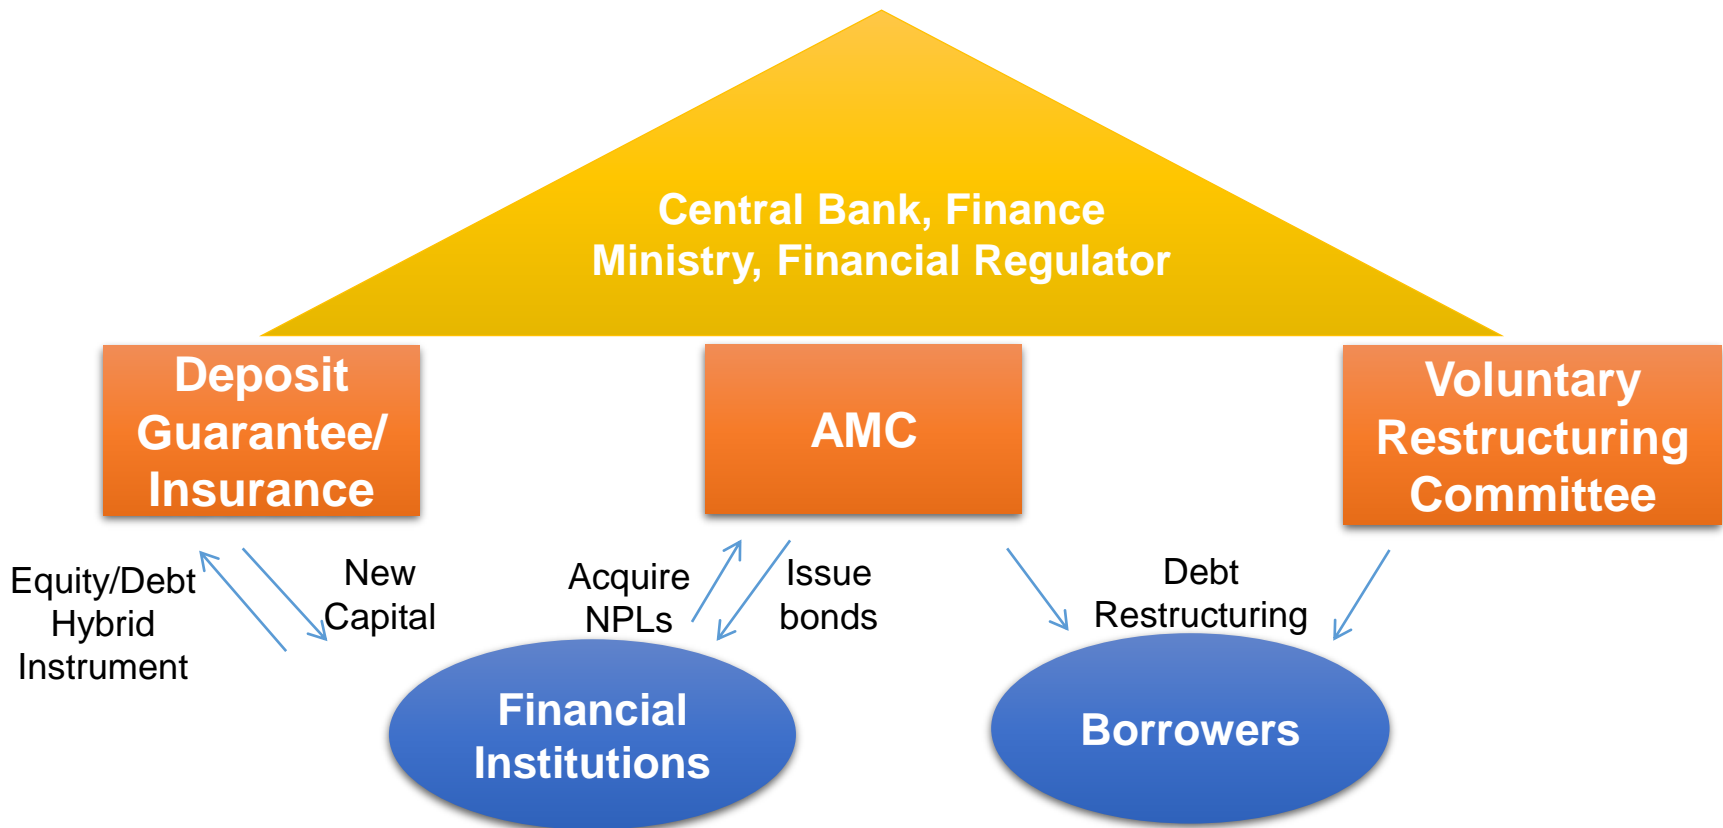 Central Bank, Finance
Ministry, Financial Regulator
Deposit
Guarantee/
Insurance
AMC
Voluntary
Restructuring
Committee
Equity/Debt
Hybrid
Instrument
New
Capital
Acquire
NPLs
Issue
bonds
Debt
Restructuring
Financial
Institutions
Borrowers